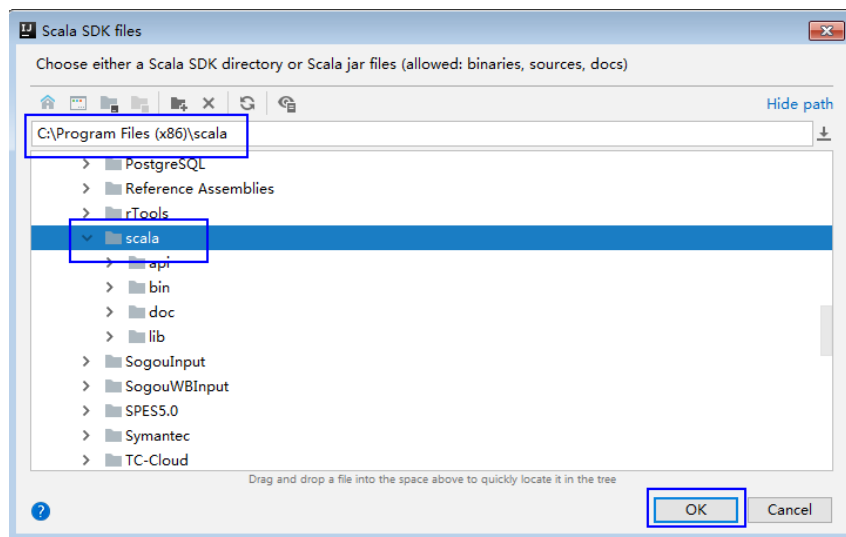 Scala SDK files
Choose either a Scala SDK directory or Scala jar files (allowed: binaries, sources, docs)
Hide path
C:\Program Files (x86)\scala
PostgreSQL
Reference Assemblies
rTools
scala
api
bin
doc
lib
SogouInput
SogouWBInput
SPES5.0
Symantec
TC-Cloud
Drag and drop a file into the space above to quickly locate it in the tree
? OK Cancel